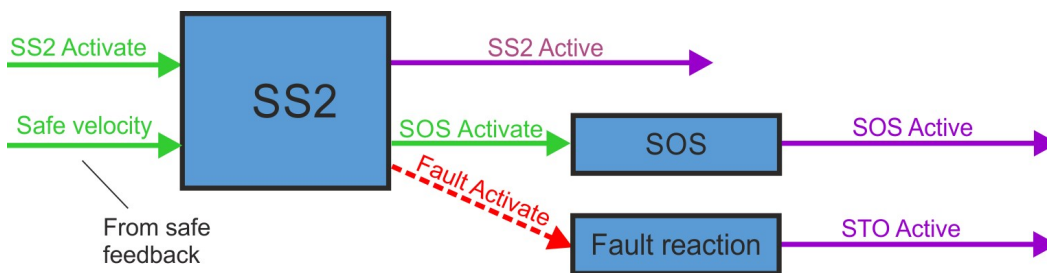 SS2 Activate
SS2 Active
SS2
Safe velocity
SOS Activate
SOS
SOS Active
Fault Activate
From safe
feedback
Fault reaction
STO Active